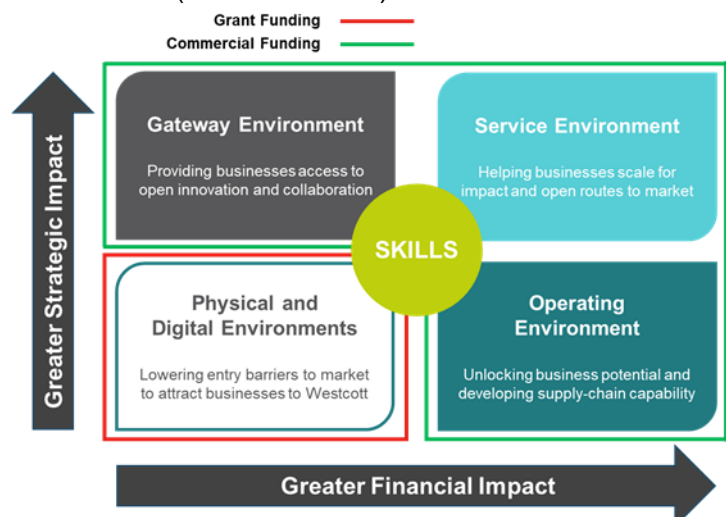 Grant Funding
Commercial Funding
Greater Strategic Impact
Gateway Environment
Providing businesses access to
open innovation and collaboration
Service Environment
Helping businesses scale for
impact and open routes to market
SKILLS
Physical and
Digital Environments
Lowering entry barriers to market
to attract businesses to Westcott
Operating
Environment
Unlocking business potential and
developing supply-chain capability
Greater Financial Impact